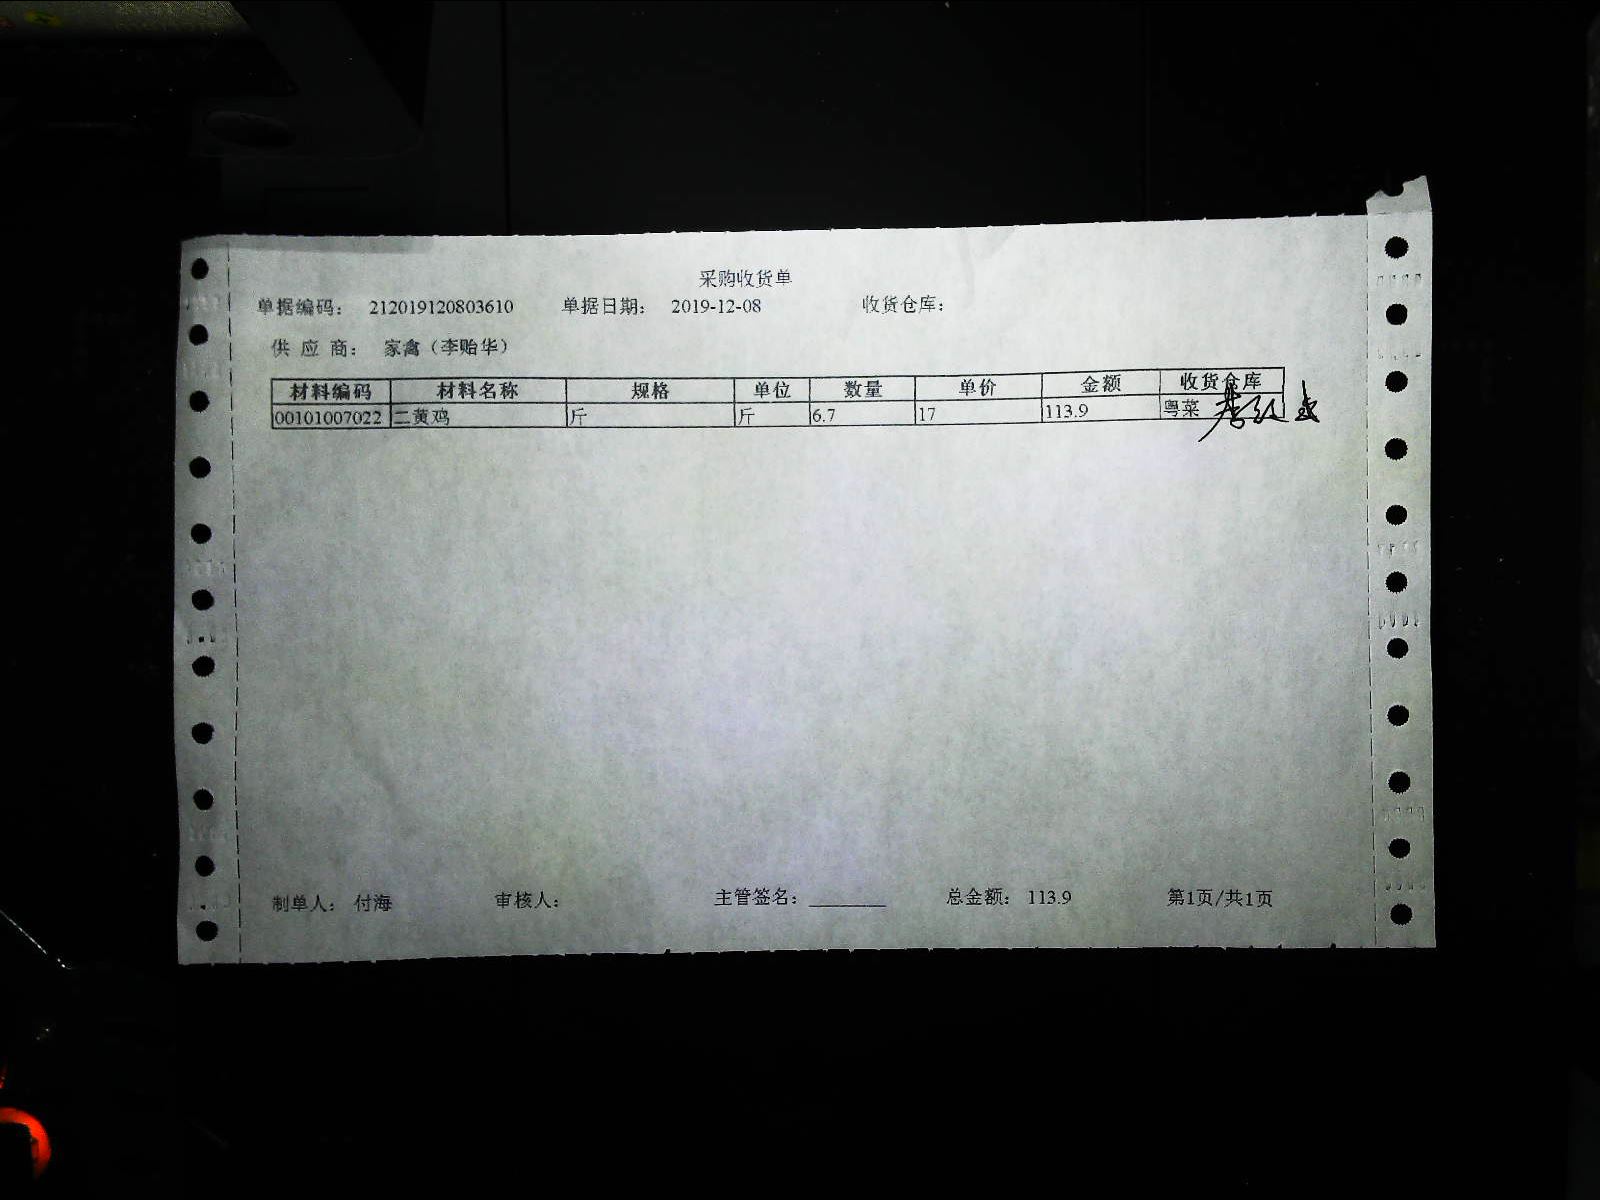 采购收货单
单据编码： 212019120803610 单据日期： 2019-12-08 收货仓库：
供 应 商： 家禽（李贻华）
材料编码 材料名称 规格 单位 数量 单价 金额 收货仓库
00101007022 二黄鸡 斤 斤 6.7 17 113.9 粤菜
制单人： 付海 审核人： 主管签名：________ 总金额： 113.9 第1页/共1页